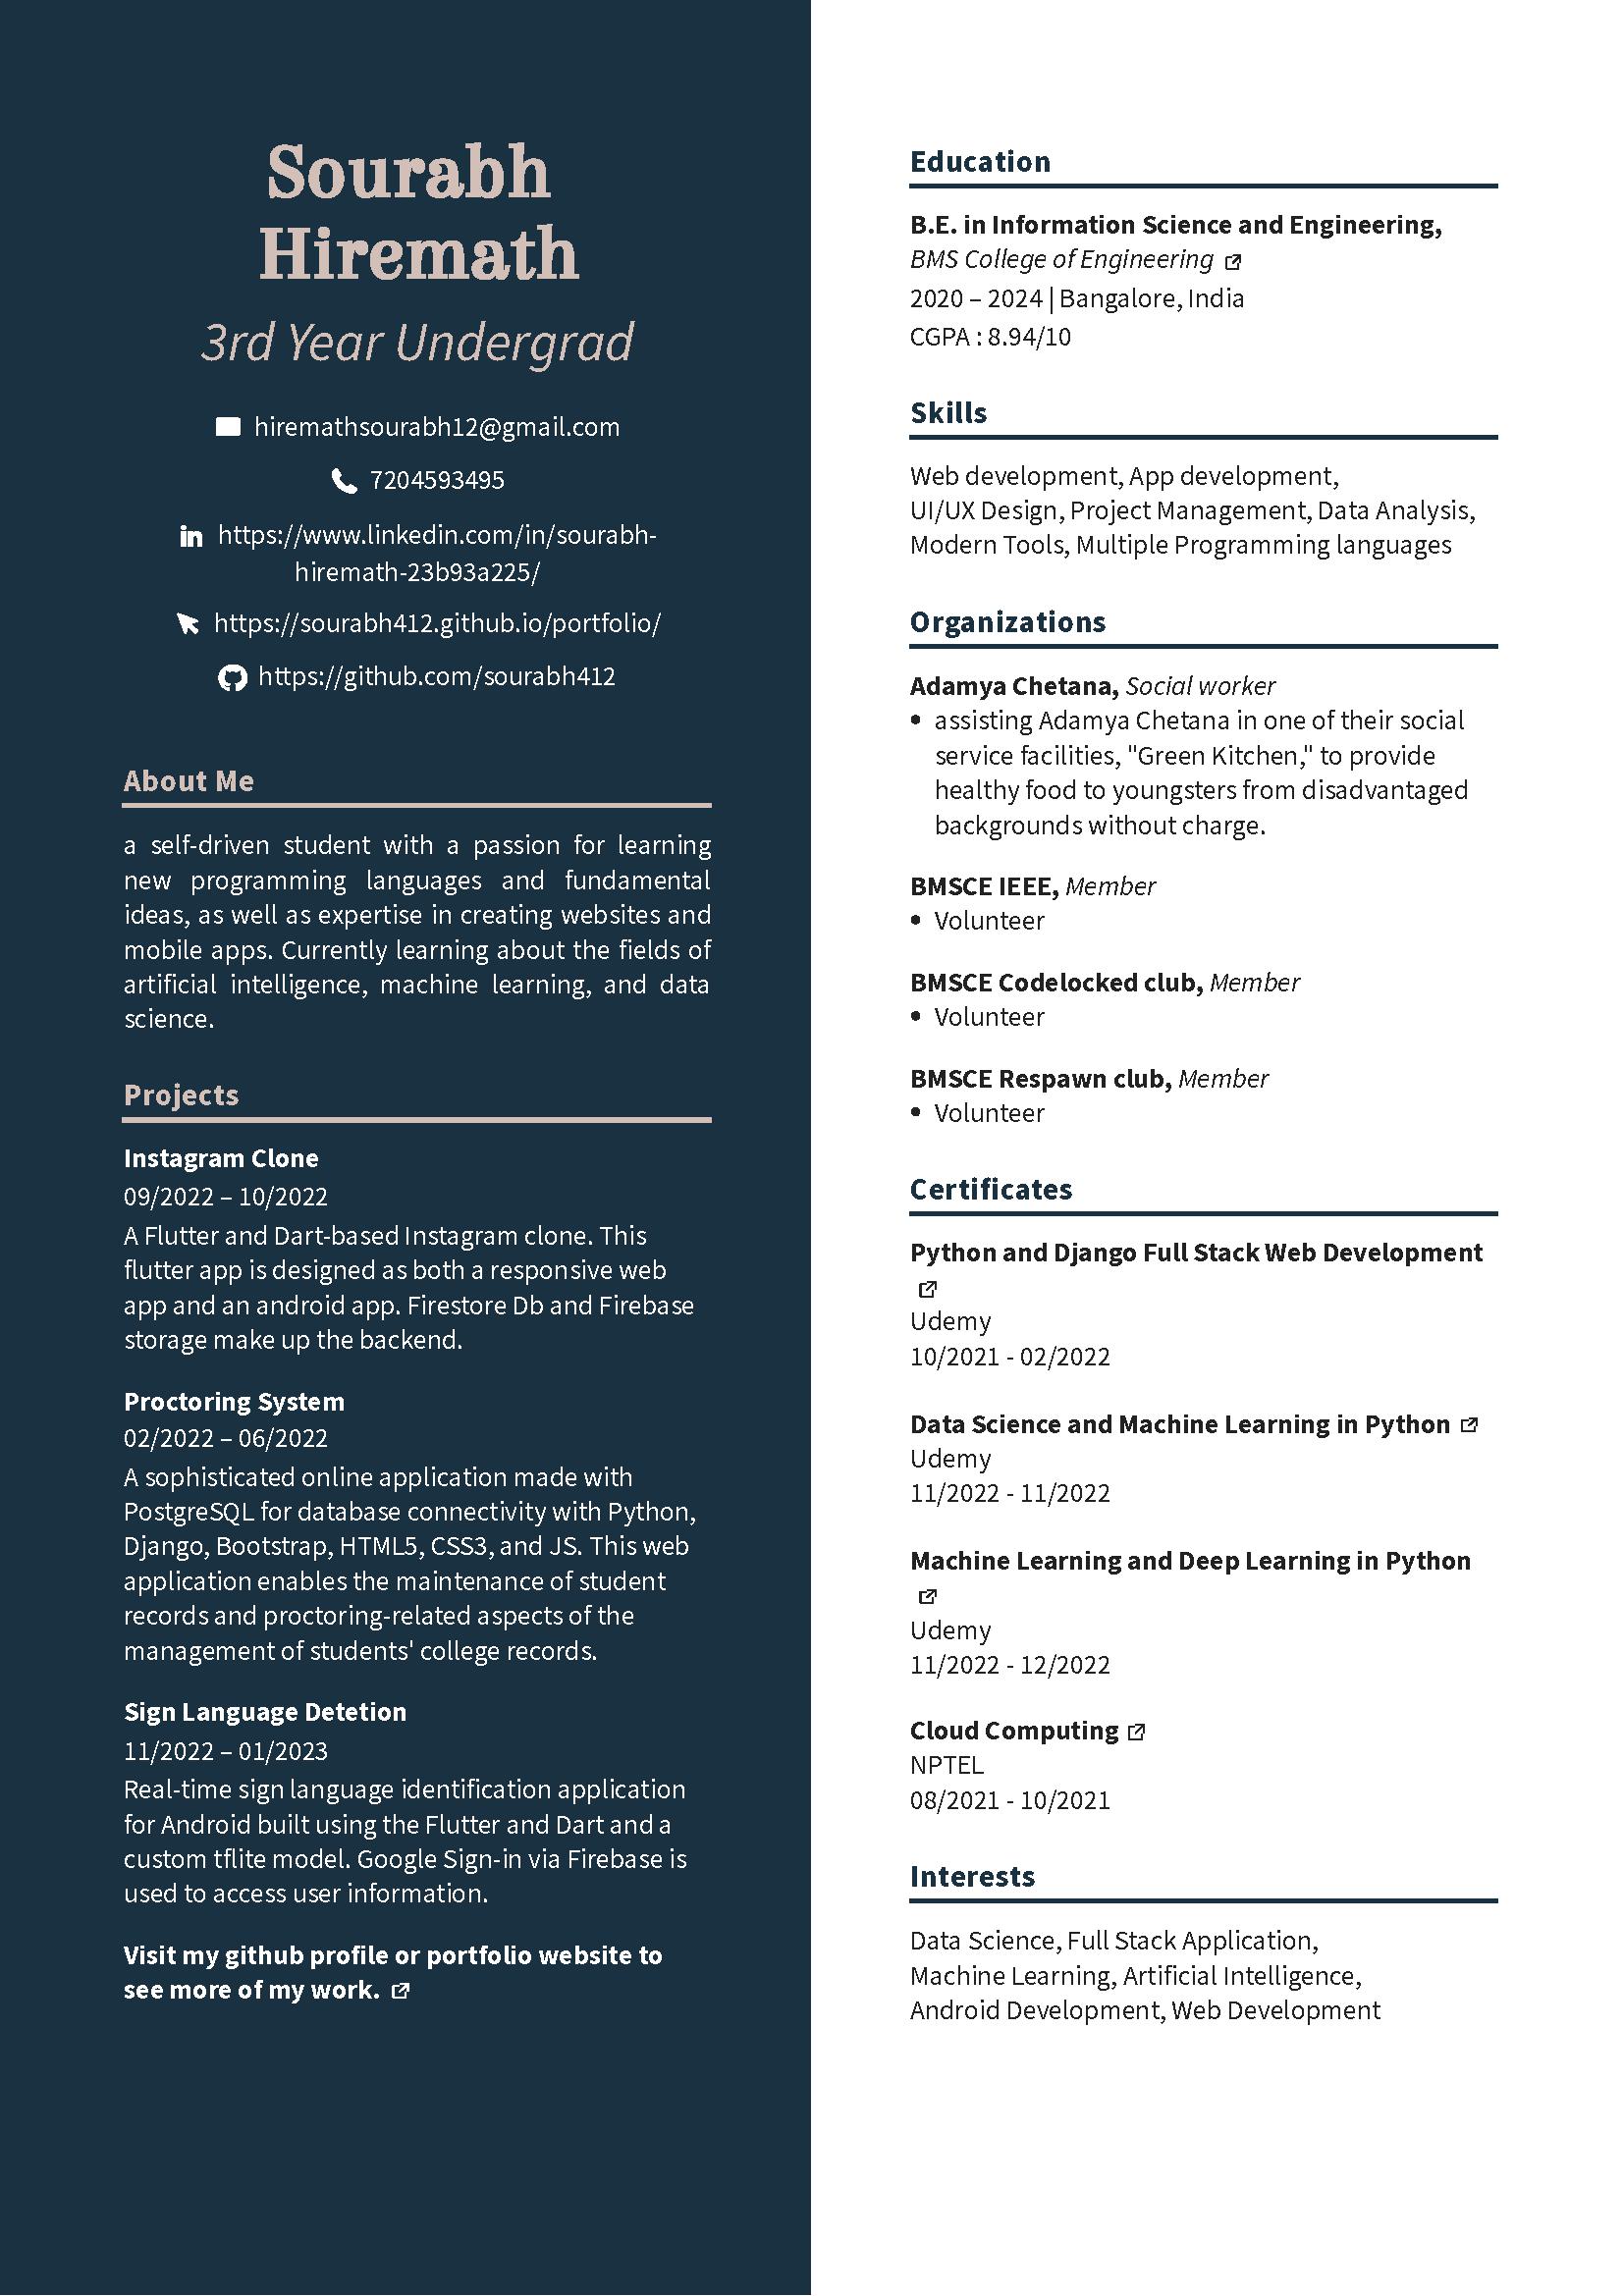 Sourabh
Hiremath
3rd Year Undergrad
hiremathsourabh12@gmail.com
7204593495
https://www.linkedin.com/in/sourabh-
hiremath-23b93a225/
https://sourabh412.github.io/portfolio/
https://github.com/sourabh412
About Me
a self-driven student with a passion for learning
new programming languages and fundamental
ideas, as well as expertise in creating websites and
mobile apps. Currently learning about the fields of
artificial intelligence, machine learning, and data
science.
Projects
Instagram Clone
09/2022 – 10/2022
A Flutter and Dart-based Instagram clone. This
flutter app is designed as both a responsive web
app and an android app. Firestore Db and Firebase
storage make up the backend.
Proctoring System
02/2022 – 06/2022
A sophisticated online application made with
PostgreSQL for database connectivity with Python,
Django, Bootstrap, HTML5, CSS3, and JS. This web
application enables the maintenance of student
records and proctoring-related aspects of the
management of students' college records.
Sign Language Detetion
11/2022 – 01/2023
Real-time sign language identification application
for Android built using the Flutter and Dart and a
custom tflite model. Google Sign-in via Firebase is
used to access user information.
Visit my github profile or portfolio website to
see more of my work.
Education
B.E. in Information Science and Engineering,
BMS College of Engineering
2020 – 2024 | Bangalore, India
CGPA : 8.94/10
Skills
Web development, App development,
UI/UX Design, Project Management, Data Analysis,
Modern Tools, Multiple Programming languages
Organizations
Adamya Chetana, Social worker
• assisting Adamya Chetana in one of their social
service facilities, "Green Kitchen," to provide
healthy food to youngsters from disadvantaged
backgrounds without charge.
BMSCE IEEE, Member
• Volunteer
BMSCE Codelocked club, Member
• Volunteer
BMSCE Respawn club, Member
• Volunteer
Certificates
Python and Django Full Stack Web Development
Udemy
10/2021 - 02/2022
Data Science and Machine Learning in Python
Udemy
11/2022 - 11/2022
Machine Learning and Deep Learning in Python
Udemy
11/2022 - 12/2022
Cloud Computing
NPTEL
08/2021 - 10/2021
Interests
Data Science, Full Stack Application,
Machine Learning, Artificial Intelligence,
Android Development, Web Development